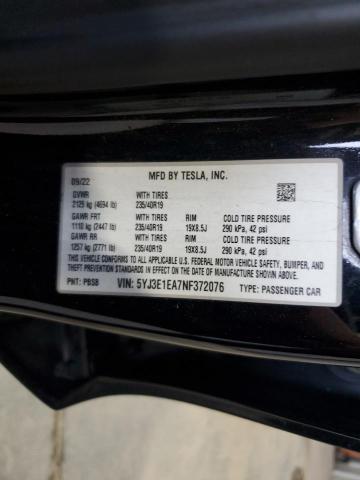 MFD BY TESLA, INC.
09/22
GVWR WITH TIRES
2129 kg (4694 lb) 235/40R19
GAWR FRT WITH TIRES RIM COLD TIRE PRESSURE
1110 kg (2447 lb) 235/40R19 19X8.5J 290 kPa, 42 psi
GAWR RR WITH TIRES RIM COLD TIRE PRESSURE
1257 kg (2771 lb) 235/40R19 19X8.5J 290 kPa, 42 psi
THIS VEHICLE CONFORMS TO ALL APPLICABLE FEDERAL MOTOR VEHICLE SAFETY, BUMPER, AND
THEFT PREVENTION STANDARDS IN EFFECT ON THE DATE OF MANUFACTURE SHOWN ABOVE.
PNT: PBSB VIN: 5YJ3E1EA7NF372076 TYPE: PASSENGER CAR